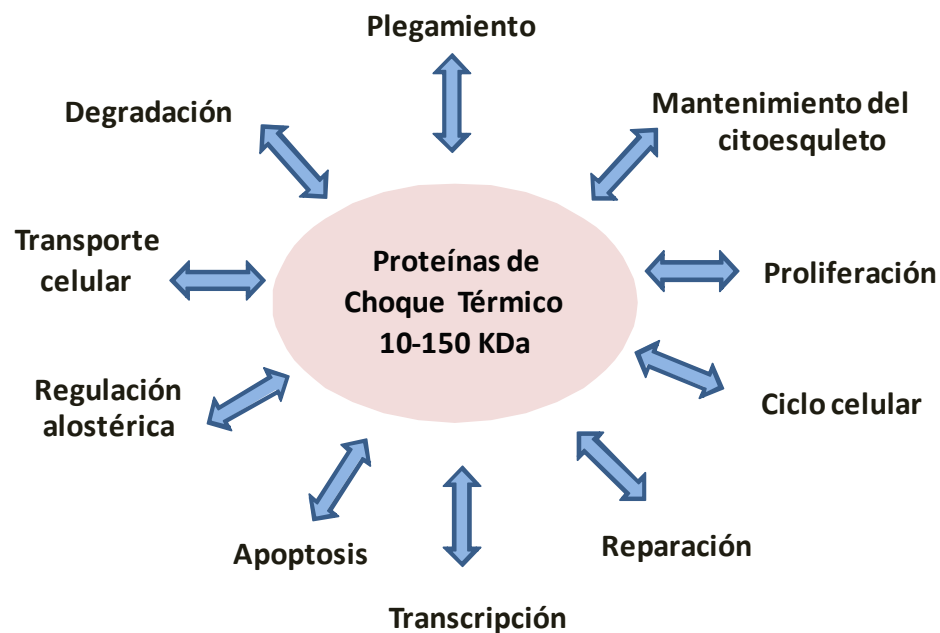 Plegamiento
Degradación
Mantenimiento del
citoesquleto
Transporte
celular
Proteínas de
Choque Térmico
10-150 KDa
Proliferación
Regulación
alostérica
Ciclo celular
Apoptosis
Reparación
Transcripción